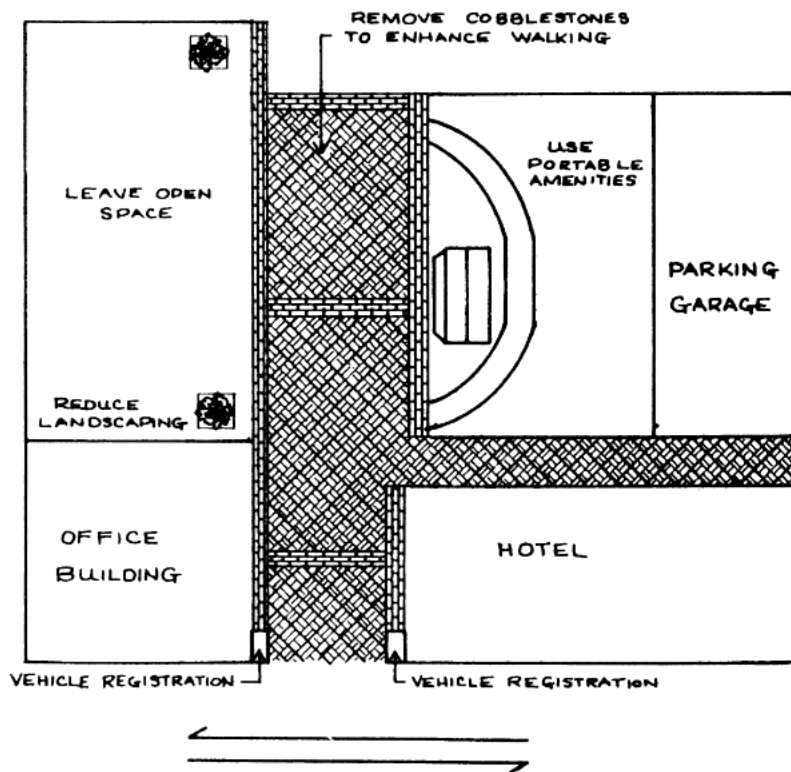 REMOVE COBBLESTONES
TO ENHANCE WALKING
LEAVE OPEN
SPACE
USE
PORTABLE
AMENITIES
PARKING
GARAGE
REDUCE
LANDSCAPING
OFFICE
BUILDING
HOTEL
VEHICLE REGISTRATION
VEHICLE REGISTRATION